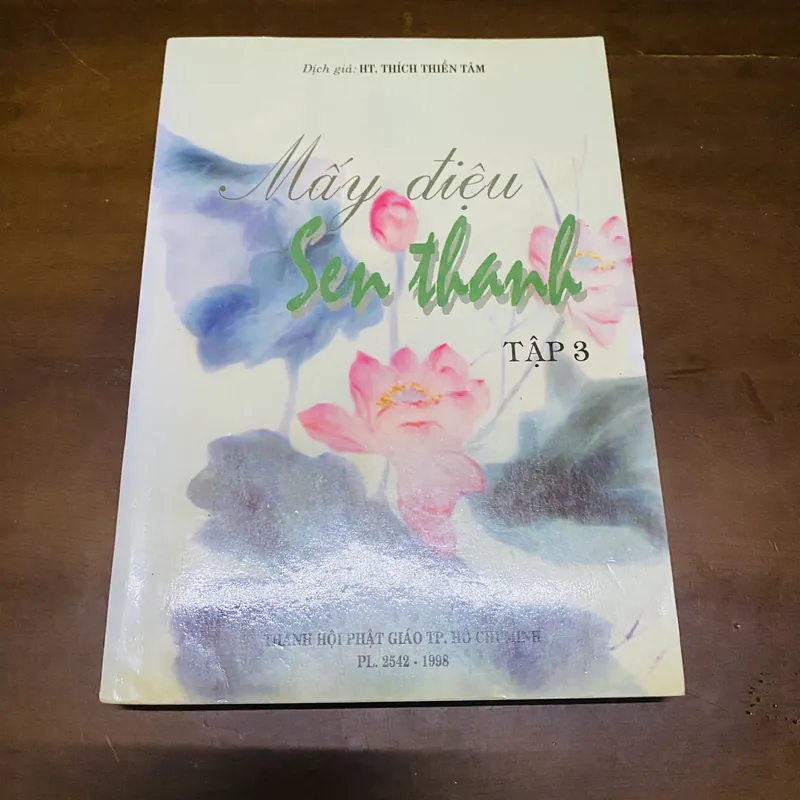 Dịch giả: HT. THÍCH THIỀN TÂM
Mấy điệu
Sen thanh
TẬP 3
THÀNH HỘI PHẬT GIÁO TP. HỒ CHÍ MINH
PL. 2542 - 1998